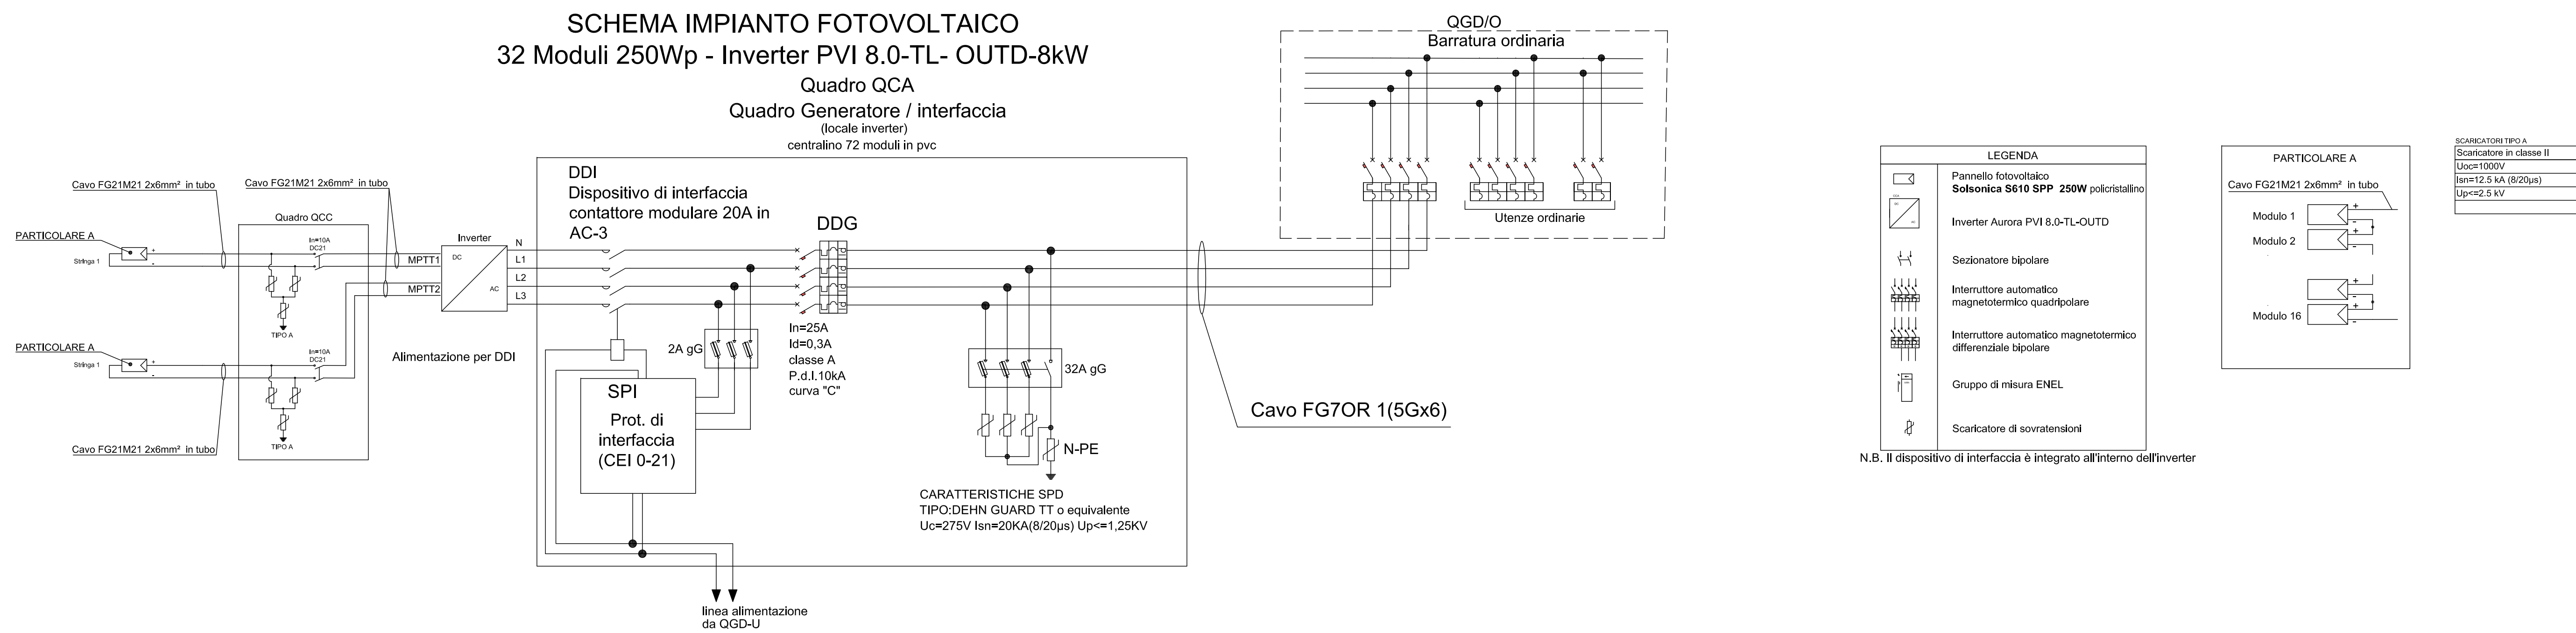 SCHEMA IMPIANTO FOTOVOLTAICO
32 Moduli 250Wp - Inverter PVI 8.0-TL- OUTD-8kW
Quadro QCA
Quadro Generatore / interfaccia
(locale inverter)
centralino 72 moduli in pvc
Cavo FG21M21 2x6mm² in tubo
Cavo FG21M21 2x6mm² in tubo
Quadro QCC
PARTICOLARE A
Stringa 1
+
-
In=10A
DC21
TIPO A
PARTICOLARE A
Stringa 1
+
-
In=10A
DC21
TIPO A
Cavo FG21M21 2x6mm² in tubo
Inverter
MPTT1
MPTT2
DC
AC
N
L1
L2
L3
Alimentazione per DDI
DDI
Dispositivo di interfaccia
contattore modulare 20A in
AC-3
DDG
In=25A
Id=0,3A
classe A
P.d.I.10kA
curva "C"
2A gG
SPI
Prot. di
interfaccia
(CEI 0-21)
32A gG
N-PE
CARATTERISTICHE SPD
TIPO:DEHN GUARD TT o equivalente
Uc=275V Isn=20KA(8/20µs) Up<=1,25KV
linea alimentazione
da QGD-U
Cavo FG7OR 1(5Gx6)
QGD/O
Barratura ordinaria
Utenze ordinarie
LEGENDA
Pannello fotovoltaico
Solsonica S610 SPP 250W policristallino
DC
AC
Inverter Aurora PVI 8.0-TL-OUTD
Sezionatore bipolare
Interruttore automatico
magnetotermico quadripolare
Interruttore automatico magnetotermico
differenziale bipolare
Gruppo di misura ENEL
Scaricatore di sovratensioni
N.B. Il dispositivo di interfaccia è integrato all'interno dell'inverter
PARTICOLARE A
Cavo FG21M21 2x6mm² in tubo
Modulo 1
+
-
Modulo 2
+
-
+
-
Modulo 16
+
-
SCARICATORI TIPO A
Scaricatore in classe II
Uoc=1000V
Isn=12.5 kA (8/20µs)
Up<=2.5 kV